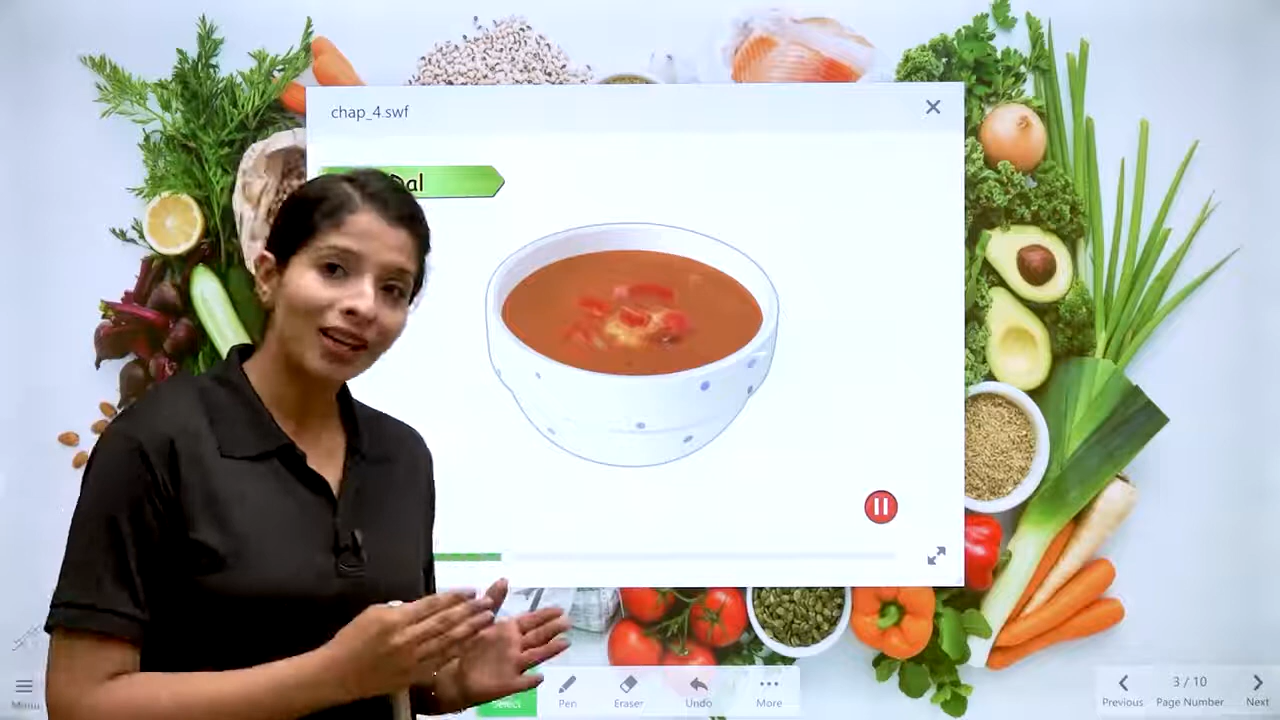 chap_4.swf
Dal
Menu
Select
Pen
Eraser
Undo
More
3 / 10
Previous
Page Number
Next